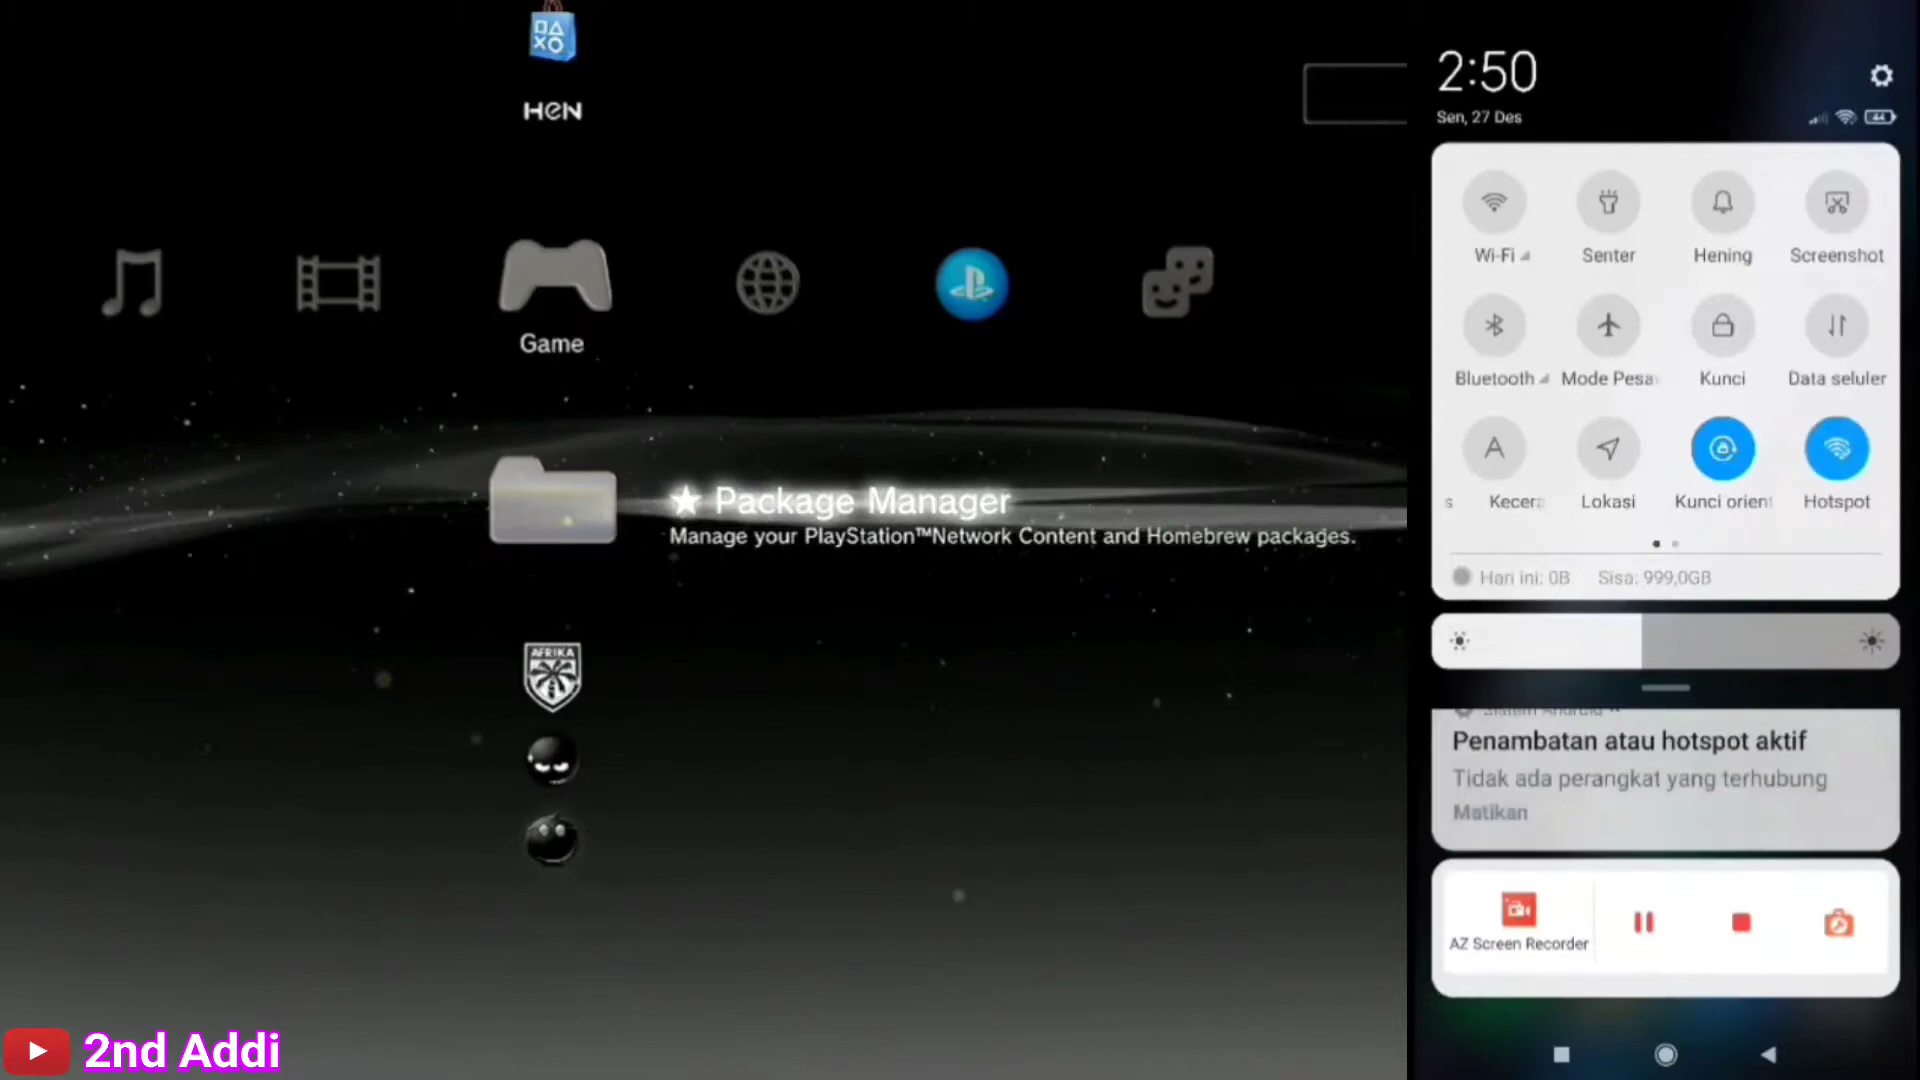 HEN
Game
★ Package Manager
Manage your PlayStation™Network Content and Homebrew packages.
AFRIKA
2nd Addi
2:50
Sen, 27 Des
44
Wi-Fi
Senter
Hening
Screenshot
Bluetooth
Mode Pesa
Kunci
Data seluler
s
Kecera
Lokasi
Kunci orient
Hotspot
Hari ini: 0B Sisa: 999,0GB
Penambatan atau hotspot aktif
Tidak ada perangkat yang terhubung
Matikan
AZ Screen Recorder